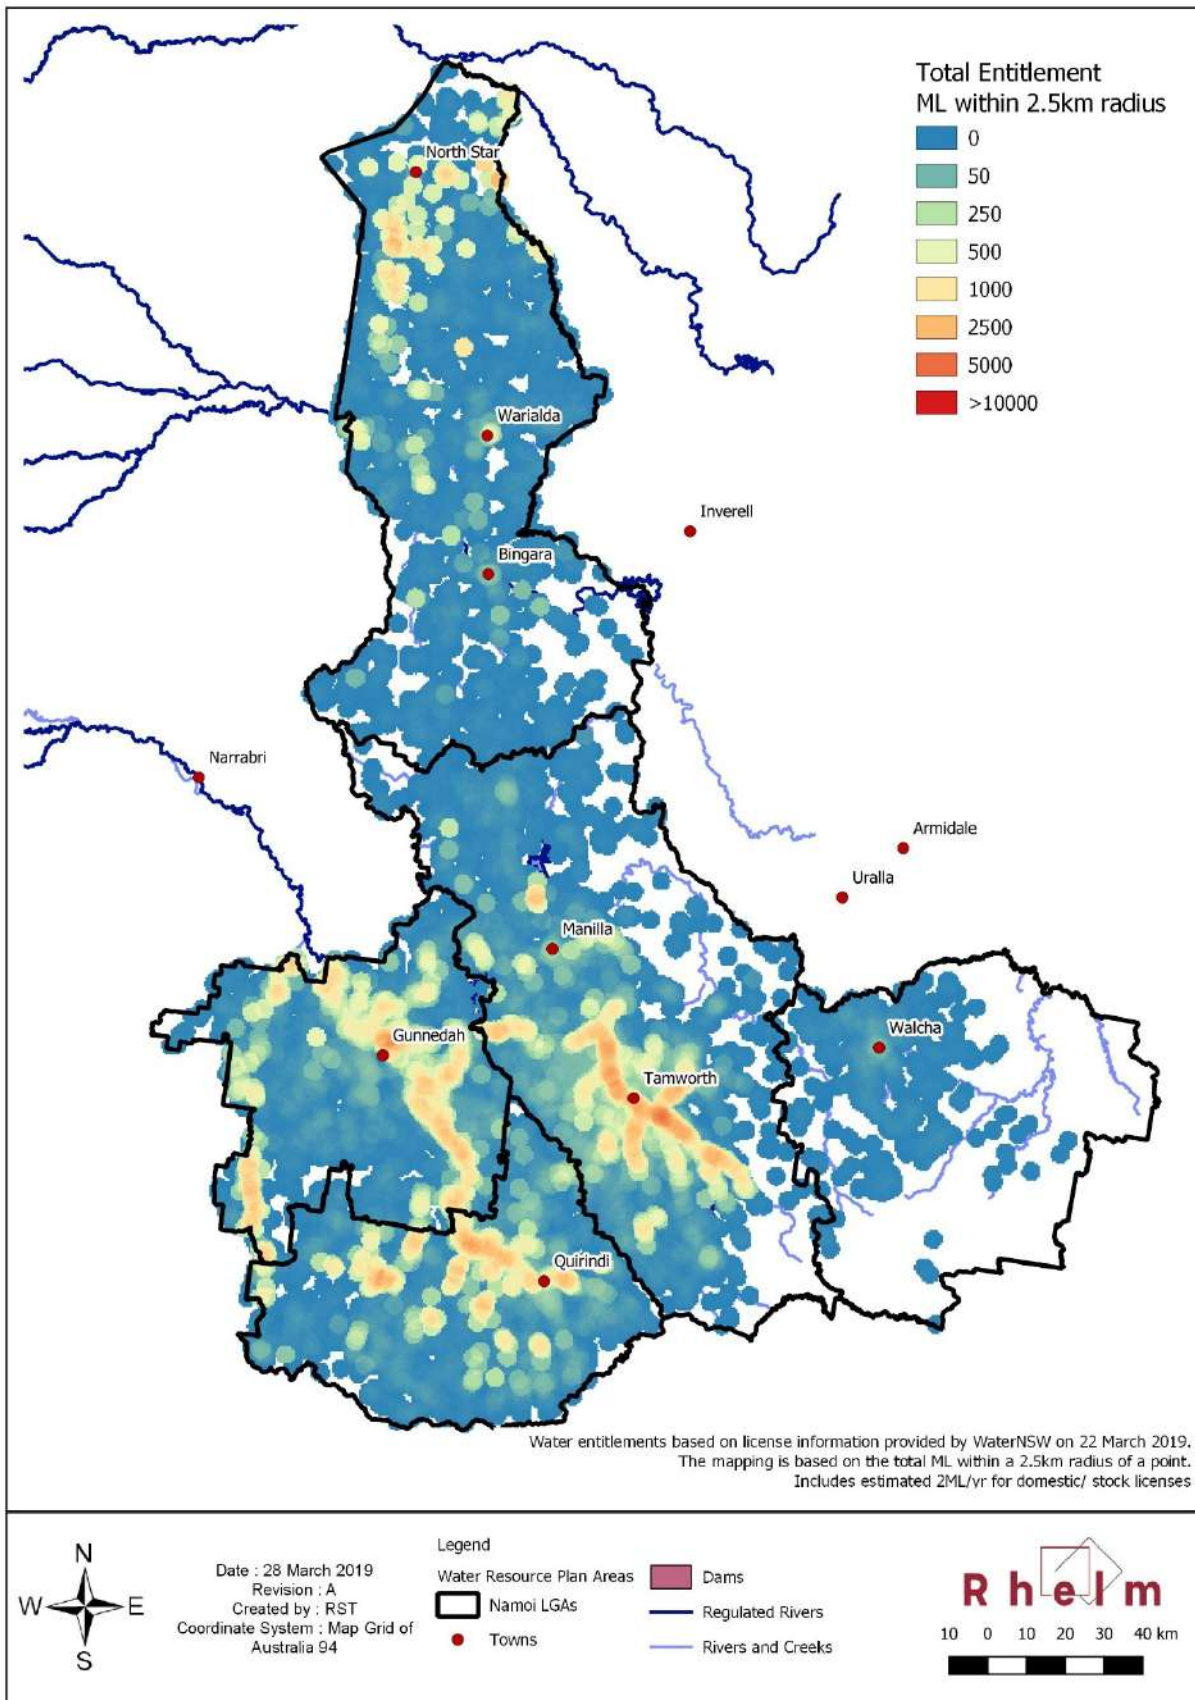 Total Entitlement
ML within 2.5km radius
0
50
250
500
1000
2500
5000
>10000
North Star
Warialda
Inverell
Bingara
Narrabri
Armidale
Uralla
Manilla
Walcha
Gunnedah
Tamworth
Quirindi
Water entitlements based on license information provided by WaterNSW on 22 March 2019.
The mapping is based on the total ML within a 2.5km radius of a point.
Includes estimated 2ML/yr for domestic/ stock licenses
N
W E
S
Date : 28 March 2019
Revision : A
Created by : RST
Coordinate System : Map Grid of
Australia 94
Legend
Water Resource Plan Areas
Namoi LGAs
Towns
Dams
Regulated Rivers
Rivers and Creeks
Rhelm
10 0 10 20 30 40 km